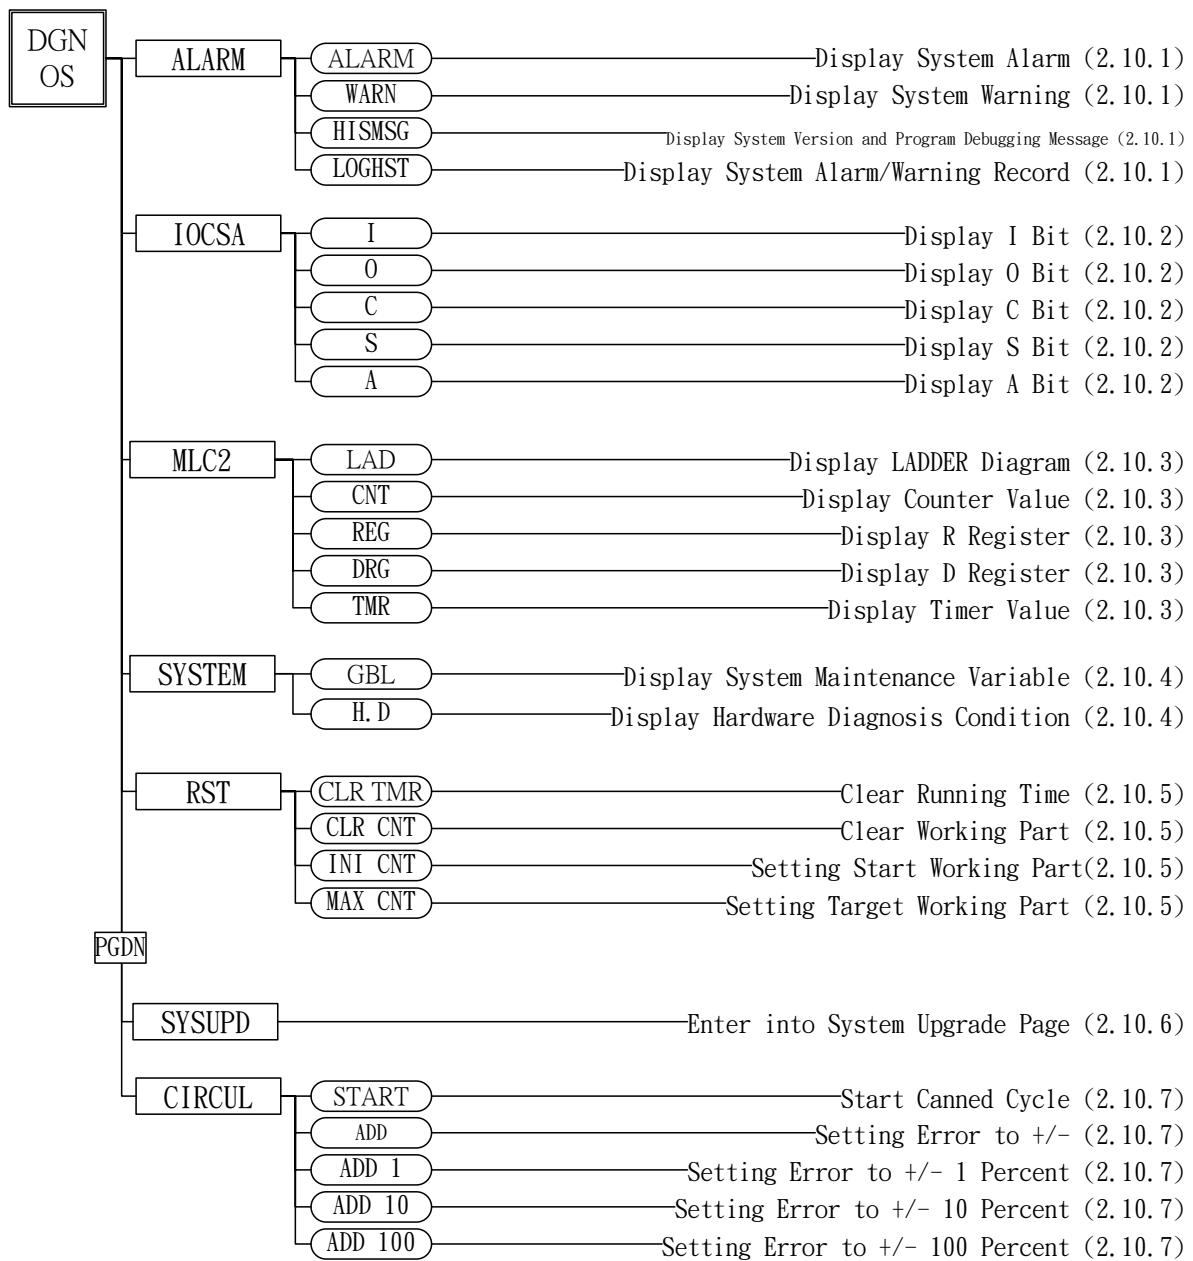 DGN
OS
ALARM
ALARM
Display System Alarm (2.10.1)
WARN
Display System Warning (2.10.1)
HISMSG
Display System Version and Program Debugging Message (2.10.1)
LOGHST
Display System Alarm/Warning Record (2.10.1)
IOCSA
I
Display I Bit (2.10.2)
O
Display O Bit (2.10.2)
C
Display C Bit (2.10.2)
S
Display S Bit (2.10.2)
A
Display A Bit (2.10.2)
MLC2
LAD
Display LADDER Diagram (2.10.3)
CNT
Display Counter Value (2.10.3)
REG
Display R Register (2.10.3)
DRG
Display D Register (2.10.3)
TMR
Display Timer Value (2.10.3)
SYSTEM
GBL
Display System Maintenance Variable (2.10.4)
H.D
Display Hardware Diagnosis Condition (2.10.4)
RST
CLR TMR
Clear Running Time (2.10.5)
CLR CNT
Clear Working Part (2.10.5)
INI CNT
Setting Start Working Part(2.10.5)
MAX CNT
Setting Target Working Part (2.10.5)
PGDN
SYSUPD
Enter into System Upgrade Page (2.10.6)
CIRCUL
START
Start Canned Cycle (2.10.7)
ADD
Setting Error to +/- (2.10.7)
ADD 1
Setting Error to +/- 1 Percent (2.10.7)
ADD 10
Setting Error to +/- 10 Percent (2.10.7)
ADD 100
Setting Error to +/- 100 Percent (2.10.7)